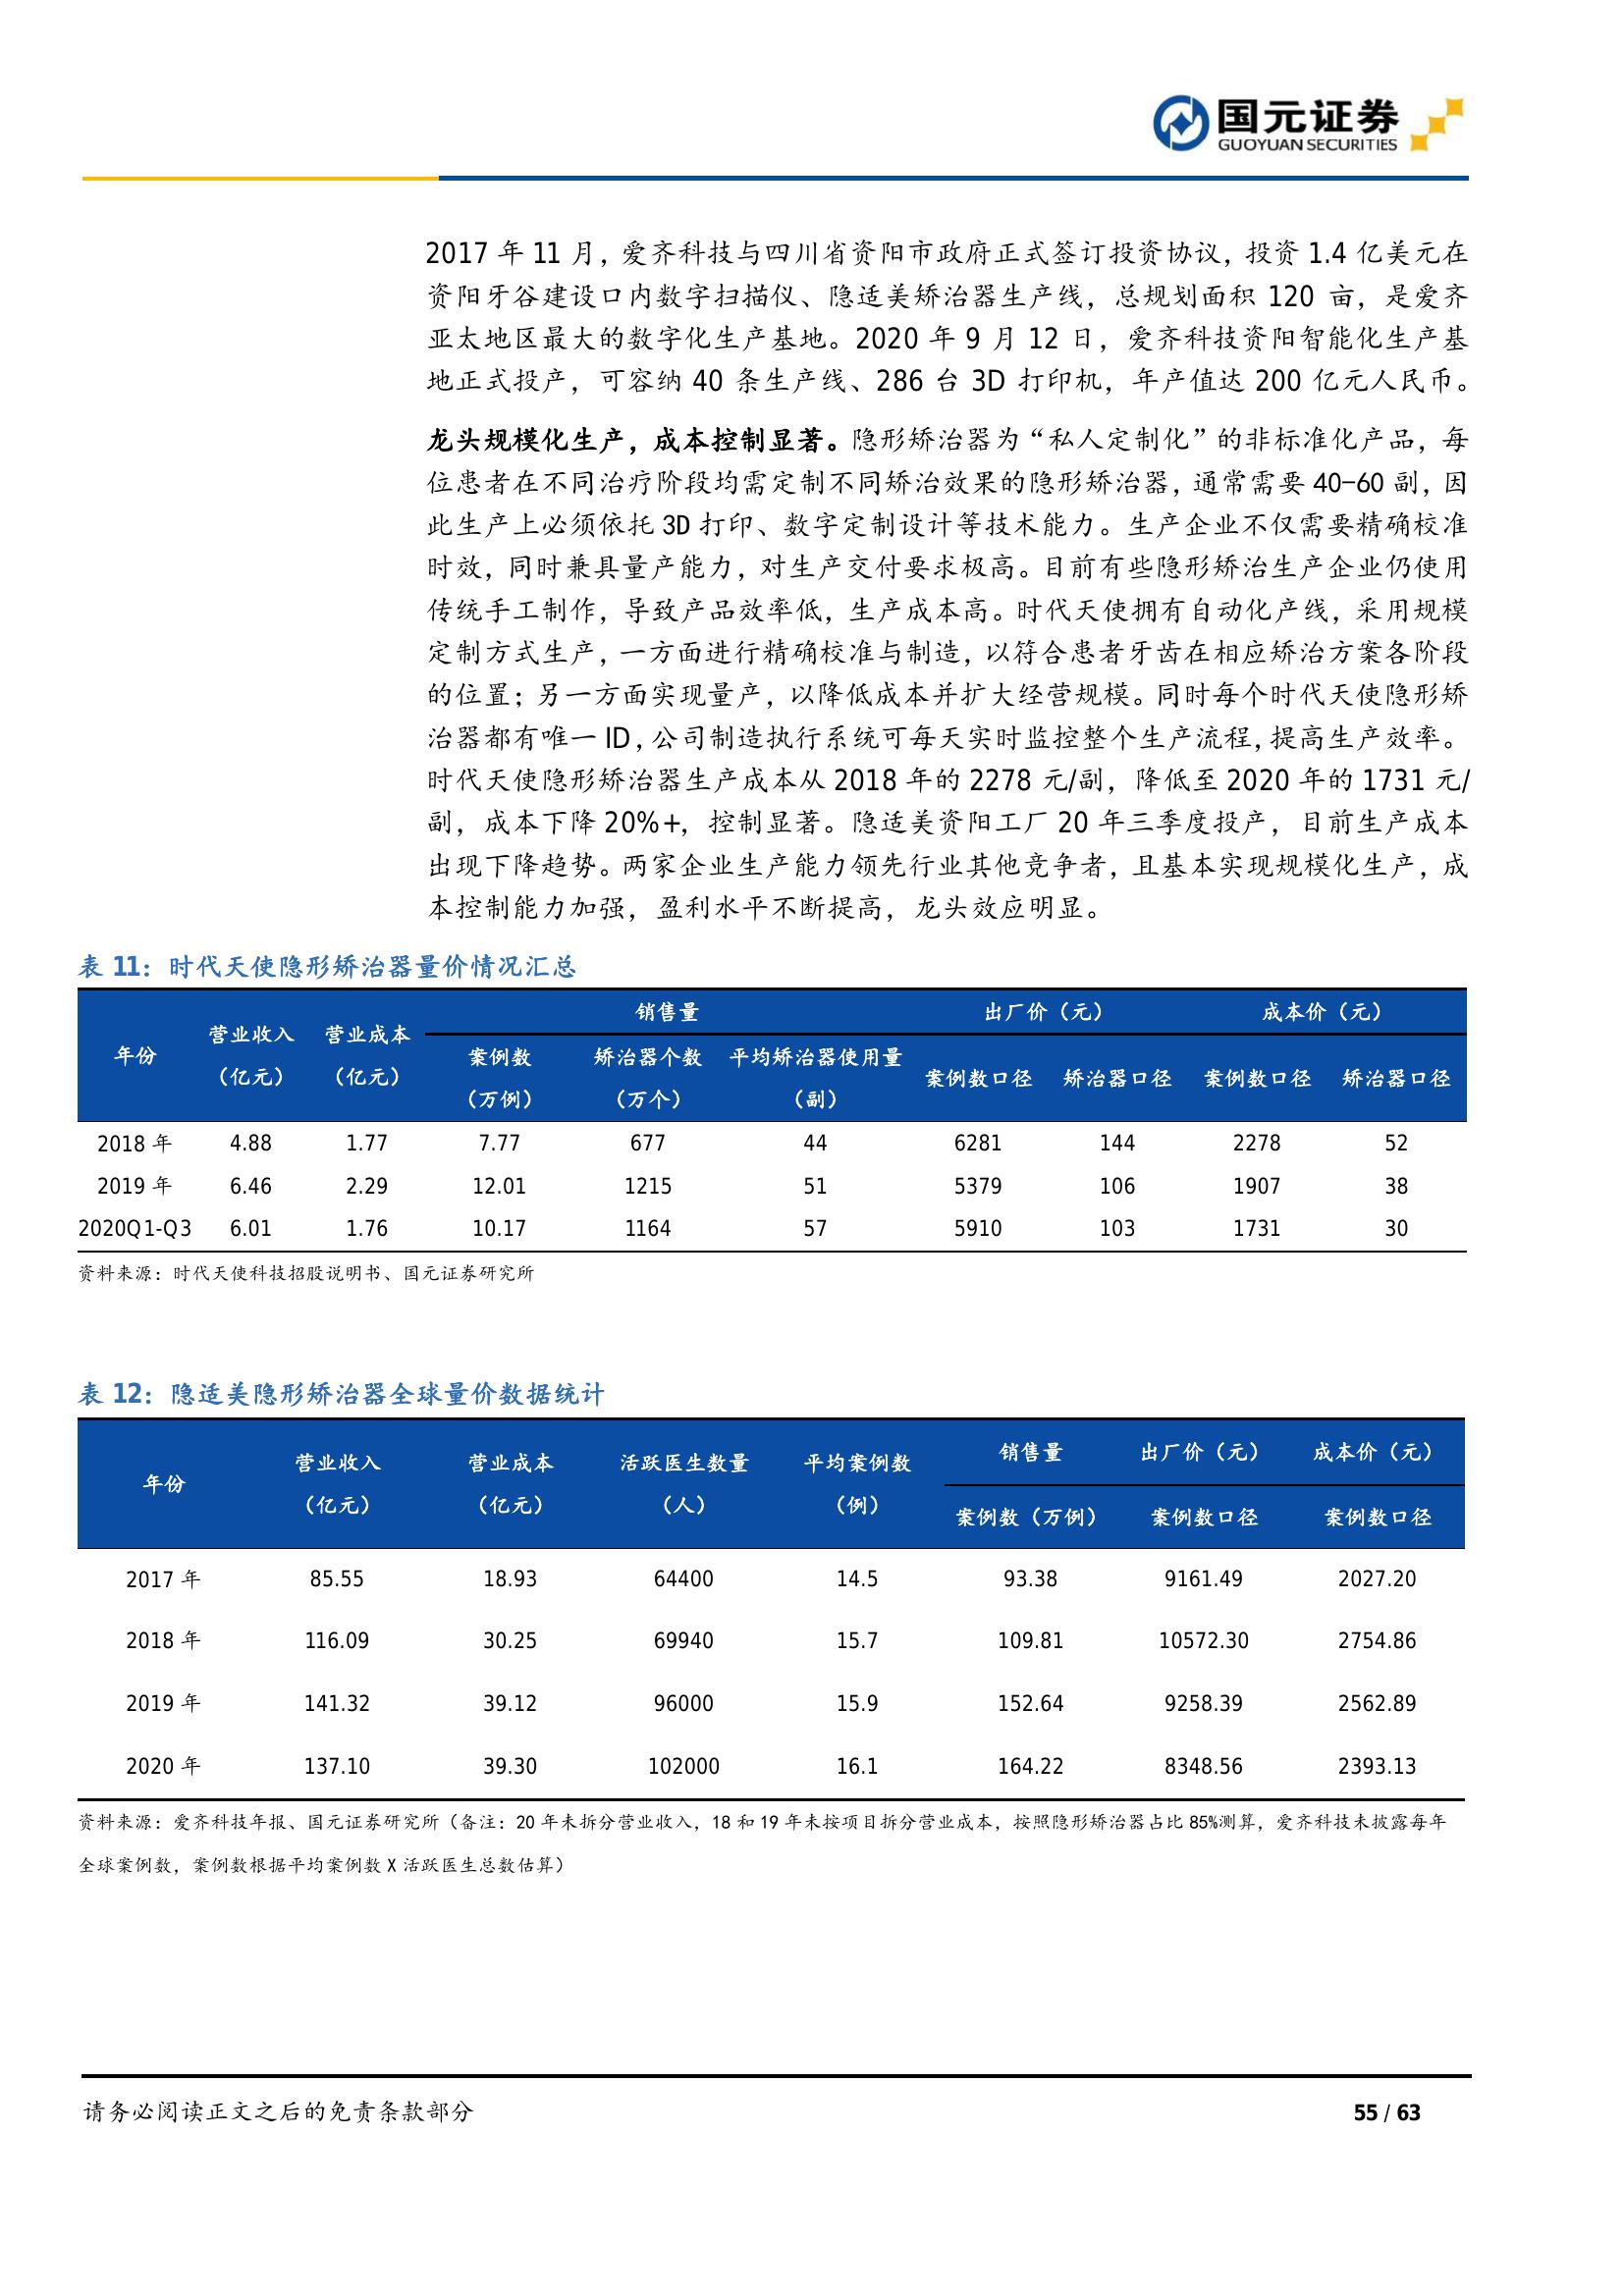 国元证券
GUOYUAN SECURITIES
2017 年 11 月，爱齐科技与四川省资阳市政府正式签订投资协议，投资 1.4 亿美元在
资阳牙谷建设口内数字扫描仪、隐适美矫治器生产线，总规划面积 120 亩，是爱齐
亚太地区最大的数字化生产基地。2020 年 9 月 12 日，爱齐科技资阳智能化生产基
地正式投产，可容纳 40 条生产线、286 台 3D 打印机，年产值达 200 亿元人民币。
龙头规模化生产，成本控制显著。隐形矫治器为“私人定制化”的非标准化产品，每
位患者在不同治疗阶段均需定制不同矫治效果的隐形矫治器，通常需要 40-60 副，因
此生产上必须依托 3D 打印、数字定制设计等技术能力。生产企业不仅需要精确校准
时效，同时兼具量产能力，对生产交付要求极高。目前有些隐形矫治生产企业仍使用
传统手工制作，导致产品效率低，生产成本高。时代天使拥有自动化产线，采用规模
定制方式生产，一方面进行精确校准与制造，以符合患者牙齿在相应矫治方案各阶段
的位置；另一方面实现量产，以降低成本并扩大经营规模。同时每个时代天使隐形矫
治器都有唯一 ID，公司制造执行系统可每天实时监控整个生产流程，提高生产效率。
时代天使隐形矫治器生产成本从 2018 年的 2278 元/副，降低至 2020 年的 1731 元/
副，成本下降 20%+，控制显著。隐适美资阳工厂 20 年三季度投产，目前生产成本
出现下降趋势。两家企业生产能力领先行业其他竞争者，且基本实现规模化生产，成
本控制能力加强，盈利水平不断提高，龙头效应明显。
表 11：时代天使隐形矫治器量价情况汇总
年份 营业收入（亿元） 营业成本（亿元） 销售量 出厂价（元） 成本价（元）
案例数（万例） 矫治器个数（万个） 平均矫治器使用量（副） 案例数口径 矫治器口径 案例数口径 矫治器口径
2018 年 4.88 1.77 7.77 677 44 6281 144 2278 52
2019 年 6.46 2.29 12.01 1215 51 5379 106 1907 38
2020Q1-Q3 6.01 1.76 10.17 1164 57 5910 103 1731 30
资料来源：时代天使科技招股说明书、国元证券研究所
表 12：隐适美隐形矫治器全球量价数据统计
年份 营业收入（亿元） 营业成本（亿元） 活跃医生数量（人） 平均案例数（例） 销售量 出厂价（元） 成本价（元）
案例数（万例） 案例数口径 案例数口径
2017 年 85.55 18.93 64400 14.5 93.38 9161.49 2027.20
2018 年 116.09 30.25 69940 15.7 109.81 10572.30 2754.86
2019 年 141.32 39.12 96000 15.9 152.64 9258.39 2562.89
2020 年 137.10 39.30 102000 16.1 164.22 8348.56 2393.13
资料来源：爱齐科技年报、国元证券研究所（备注：20 年未拆分营业收入，18 和 19 年未按项目拆分营业成本，按照隐形矫治器占比 85%测算，爱齐科技未披露每年
全球案例数，案例数根据平均案例数 X 活跃医生总数估算）
请务必阅读正文之后的免责条款部分
55 / 63